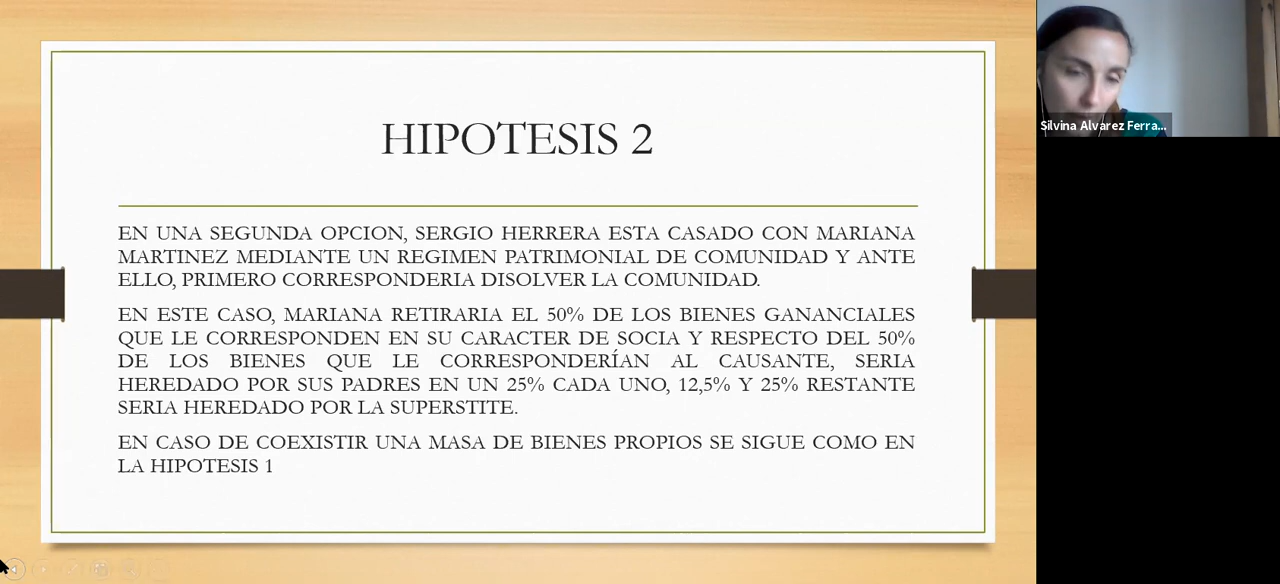 HIPOTESIS 2
EN UNA SEGUNDA OPCION, SERGIO HERRERA ESTA CASADO CON MARIANA
MARTINEZ MEDIANTE UN REGIMEN PATRIMONIAL DE COMUNIDAD Y ANTE
ELLO, PRIMERO CORRESPONDERIA DISOLVER LA COMUNIDAD.
EN ESTE CASO, MARIANA RETIRARIA EL 50% DE LOS BIENES GANANCIALES
QUE LE CORRESPONDEN EN SU CARACTER DE SOCIA Y RESPECTO DEL 50%
DE LOS BIENES QUE LE CORRESPONDERÍAN AL CAUSANTE, SERIA
HEREDADO POR SUS PADRES EN UN 25% CADA UNO, 12,5% Y 25% RESTANTE
SERIA HEREDADO POR LA SUPERSTITE.
EN CASO DE COEXISTIR UNA MASA DE BIENES PROPIOS SE SIGUE COMO EN
LA HIPOTESIS 1
Silvina Alvarez Ferra...